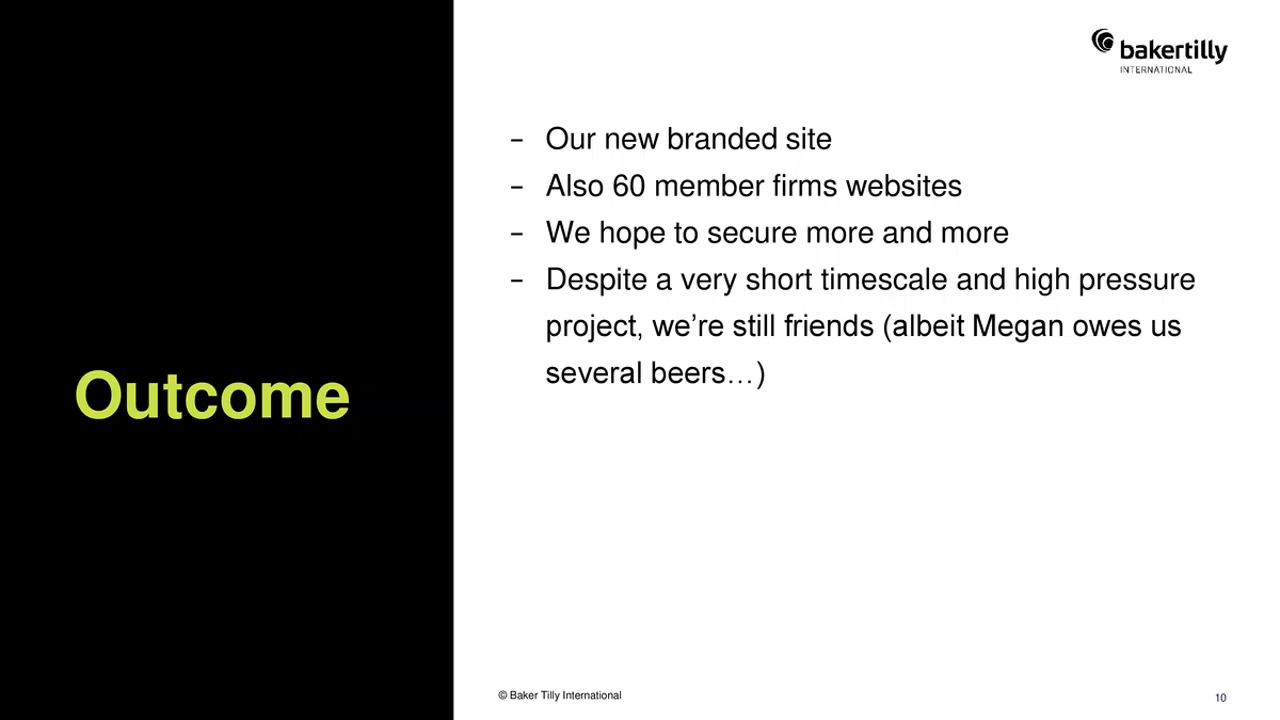 bakertilly
INTERNATIONAL
– Our new branded site
– Also 60 member firms websites
– We hope to secure more and more
– Despite a very short timescale and high pressure
project, we’re still friends (albeit Megan owes us
several beers…)
Outcome
© Baker Tilly International
10